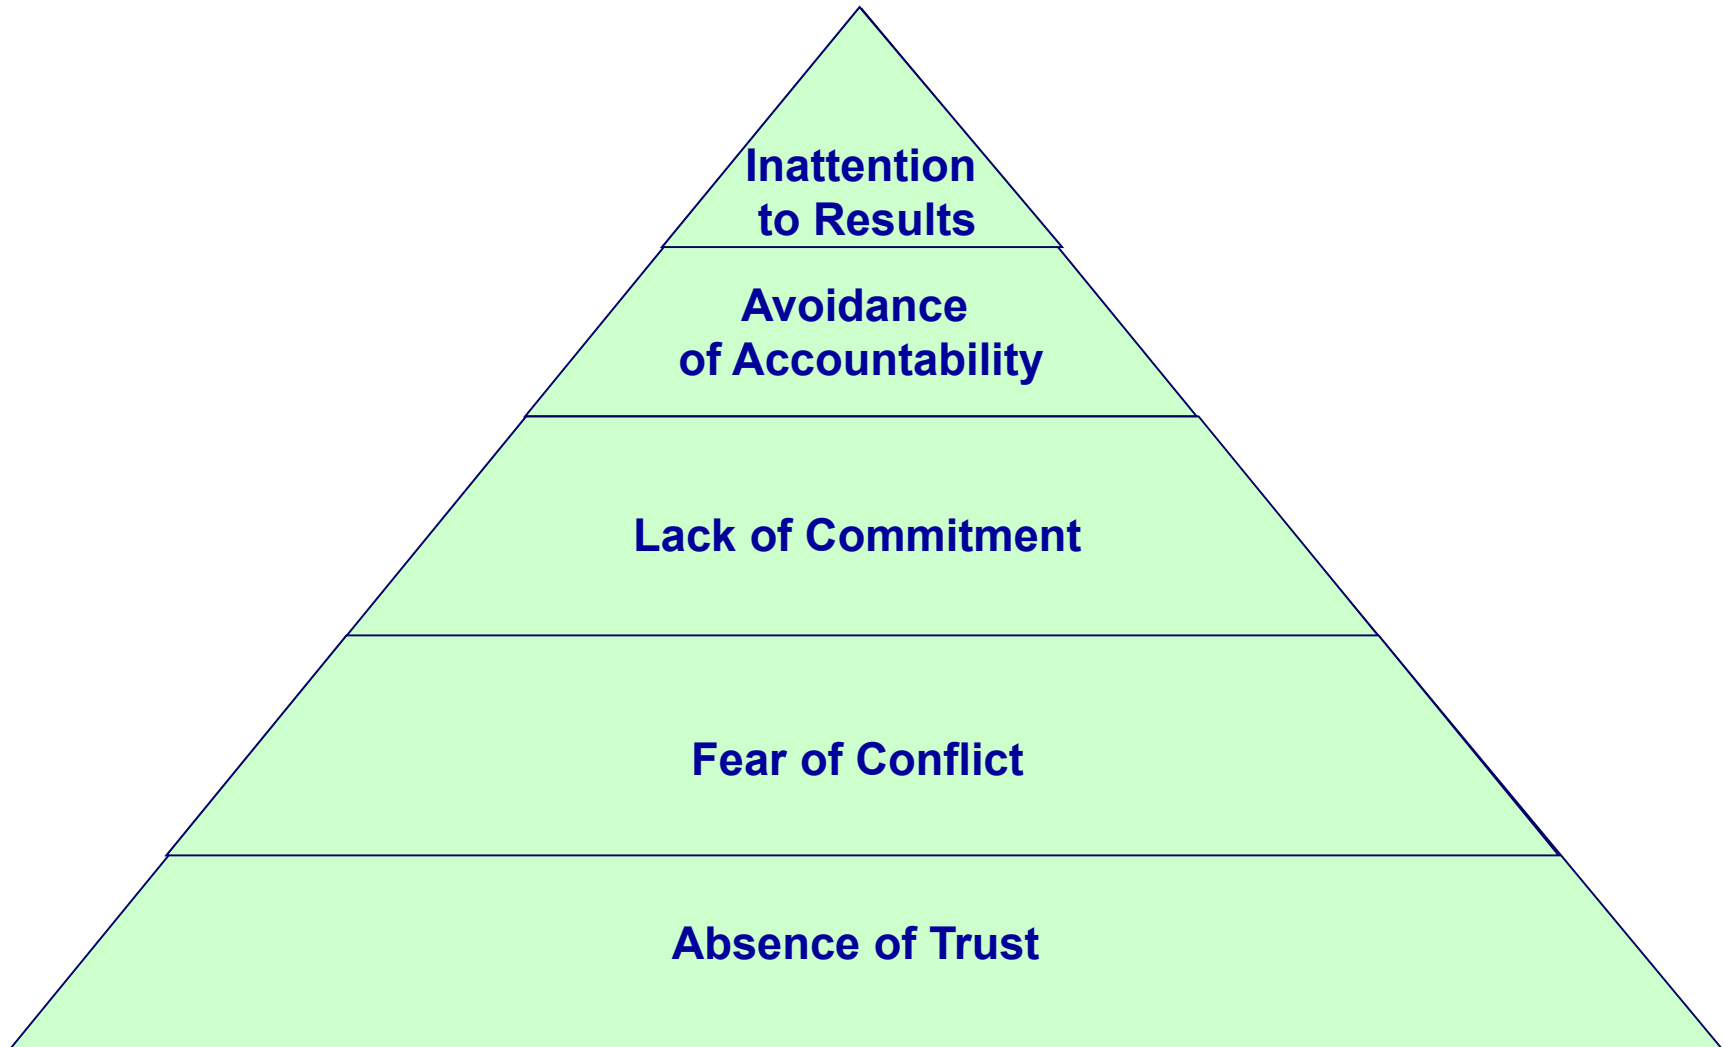 Inattention
to Results
Avoidance
of Accountability
Lack of Commitment
Fear of Conflict
Absence of Trust